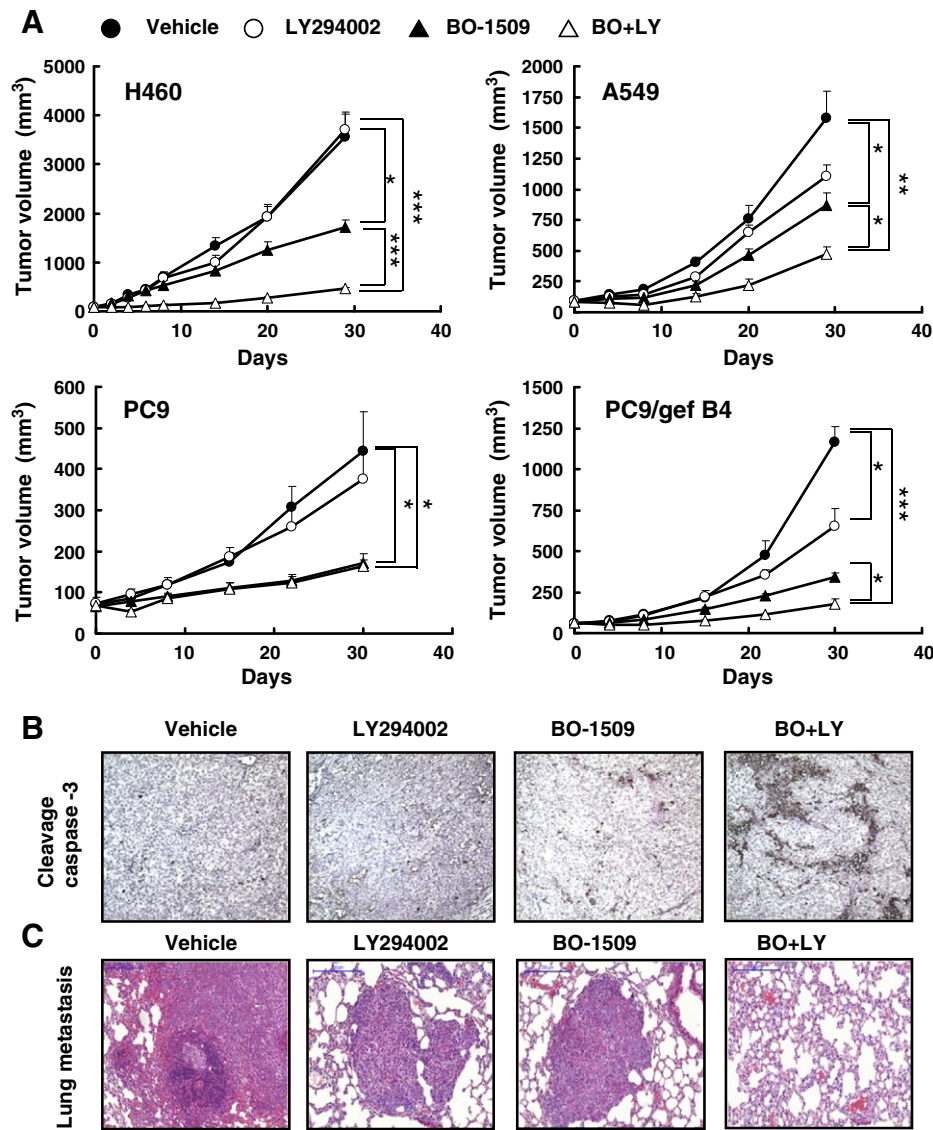 A
Vehicle LY294002 BO-1509 BO+LY
H460
Tumor volume (mm³)
5000
4000
3000
2000
1000
0
0 10 20 30 40
Days
*
***
***
A549
Tumor volume (mm³)
2000
1750
1500
1250
1000
750
500
250
0
0 10 20 30 40
Days
*
*
**
PC9
Tumor volume (mm³)
600
500
400
300
200
100
0
0 10 20 30 40
Days
*
*
PC9/gef B4
Tumor volume (mm³)
1500
1250
1000
750
500
250
0
0 10 20 30 40
Days
*
*
***
B
Vehicle LY294002 BO-1509 BO+LY
Cleavage
caspase -3
C
Vehicle LY294002 BO-1509 BO+LY
Lung metastasis